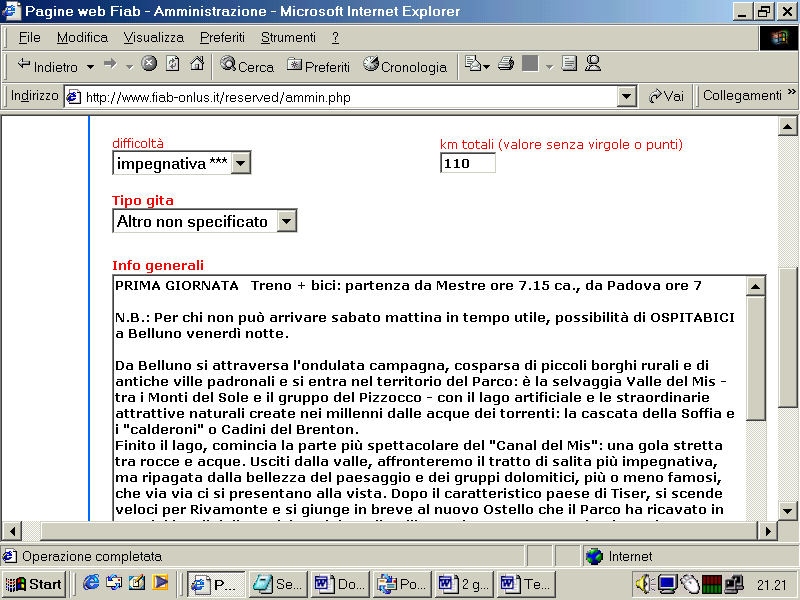 Pagine web Fiab - Amministrazione - Microsoft Internet Explorer
File Modifica Visualizza Preferiti Strumenti ?
Indietro Cerca Preferiti Cronologia
Indirizzo http://www.fiab-onlus.it/reserved/ammin.php Vai Collegamenti »
difficoltà km totali (valore senza virgole o punti)
impegnativa *** 110
Tipo gita
Altro non specificato
Info generali
PRIMA GIORNATA Treno + bici: partenza da Mestre ore 7.15 ca., da Padova ore 7
N.B.: Per chi non può arrivare sabato mattina in tempo utile, possibilità di OSPITABICI
a Belluno venerdì notte.
Da Belluno si attraversa l'ondulata campagna, cosparsa di piccoli borghi rurali e di
antiche ville padronali e si entra nel territorio del Parco: è la selvaggia Valle del Mis -
tra i Monti del Sole e il gruppo del Pizzocco - con il lago artificiale e le straordinarie
attrattive naturali create nei millenni dalle acque dei torrenti: la cascata della Soffia e
i "calderoni" o Cadini del Brenton.
Finito il lago, comincia la parte più spettacolare del "Canal del Mis": una gola stretta
tra rocce e acque. Usciti dalla valle, affronteremo il tratto di salita più impegnativa,
ma ripagata dalla bellezza del paesaggio e dei gruppi dolomitici, più o meno famosi,
che via via ci si presentano alla vista. Dopo il caratteristico paese di Tiser, si scende
veloci per Rivamonte e si giunge in breve al nuovo Ostello che il Parco ha ricavato in
Operazione completata Internet
Start P... Se... Do... Po... 2 g... Te... 21.21